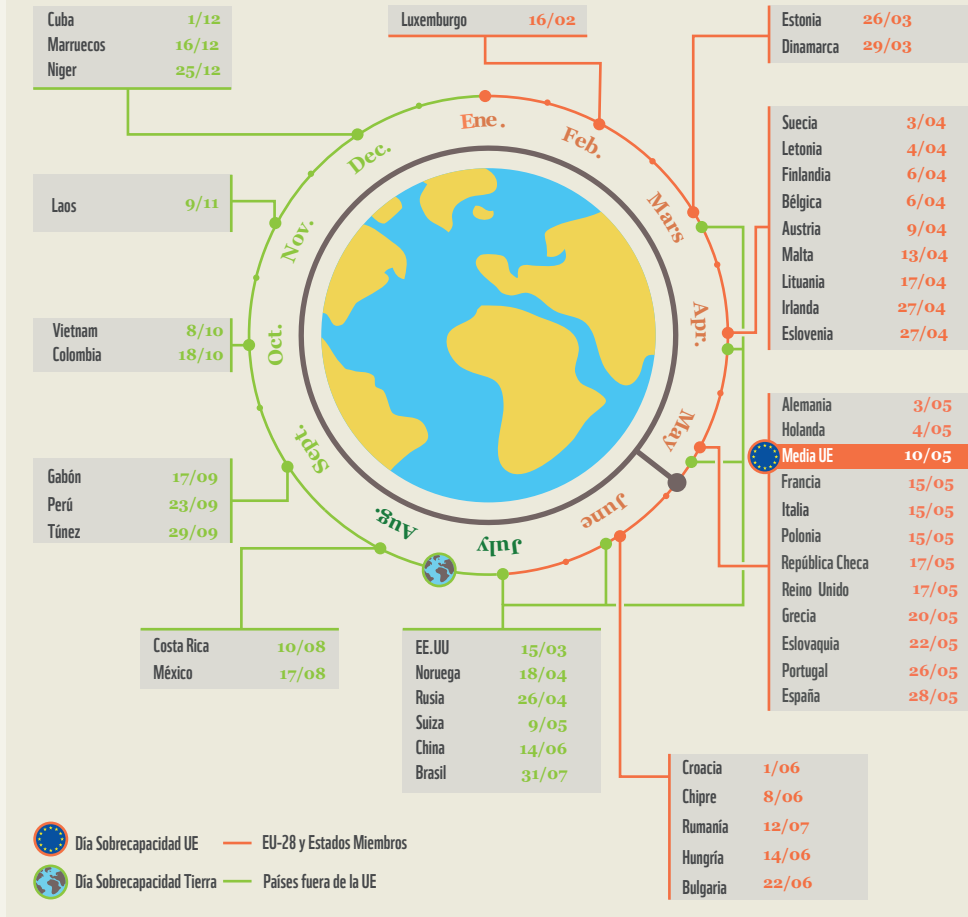 Cuba 1/12
Marruecos 16/12
Niger 25/12
Luxemburgo 16/02
Estonia 26/03
Dinamarca 29/03
Suecia 3/04
Letonia 4/04
Finlandia 6/04
Bélgica 6/04
Austria 9/04
Malta 13/04
Lituania 17/04
Irlanda 27/04
Eslovenia 27/04
Laos 9/11
Vietnam 8/10
Colombia 18/10
Gabón 17/09
Perú 23/09
Túnez 29/09
Ene.
Feb.
Mars
Apr.
May
June
July
Aug.
Sept.
Oct.
Nov.
Dec.
Alemania 3/05
Holanda 4/05
Media UE 10/05
Francia 15/05
Italia 15/05
Polonia 15/05
República Checa 17/05
Reino Unido 17/05
Grecia 20/05
Eslovaquia 22/05
Portugal 26/05
España 28/05
Costa Rica 10/08
México 17/08
EE.UU 15/03
Noruega 18/04
Rusia 26/04
Suiza 9/05
China 14/06
Brasil 31/07
Croacia 1/06
Chipre 8/06
Rumanía 12/07
Hungría 14/06
Bulgaria 22/06
Día Sobrecapacidad UE EU-28 y Estados Miembros
Día Sobrecapacidad Tierra Países fuera de la UE